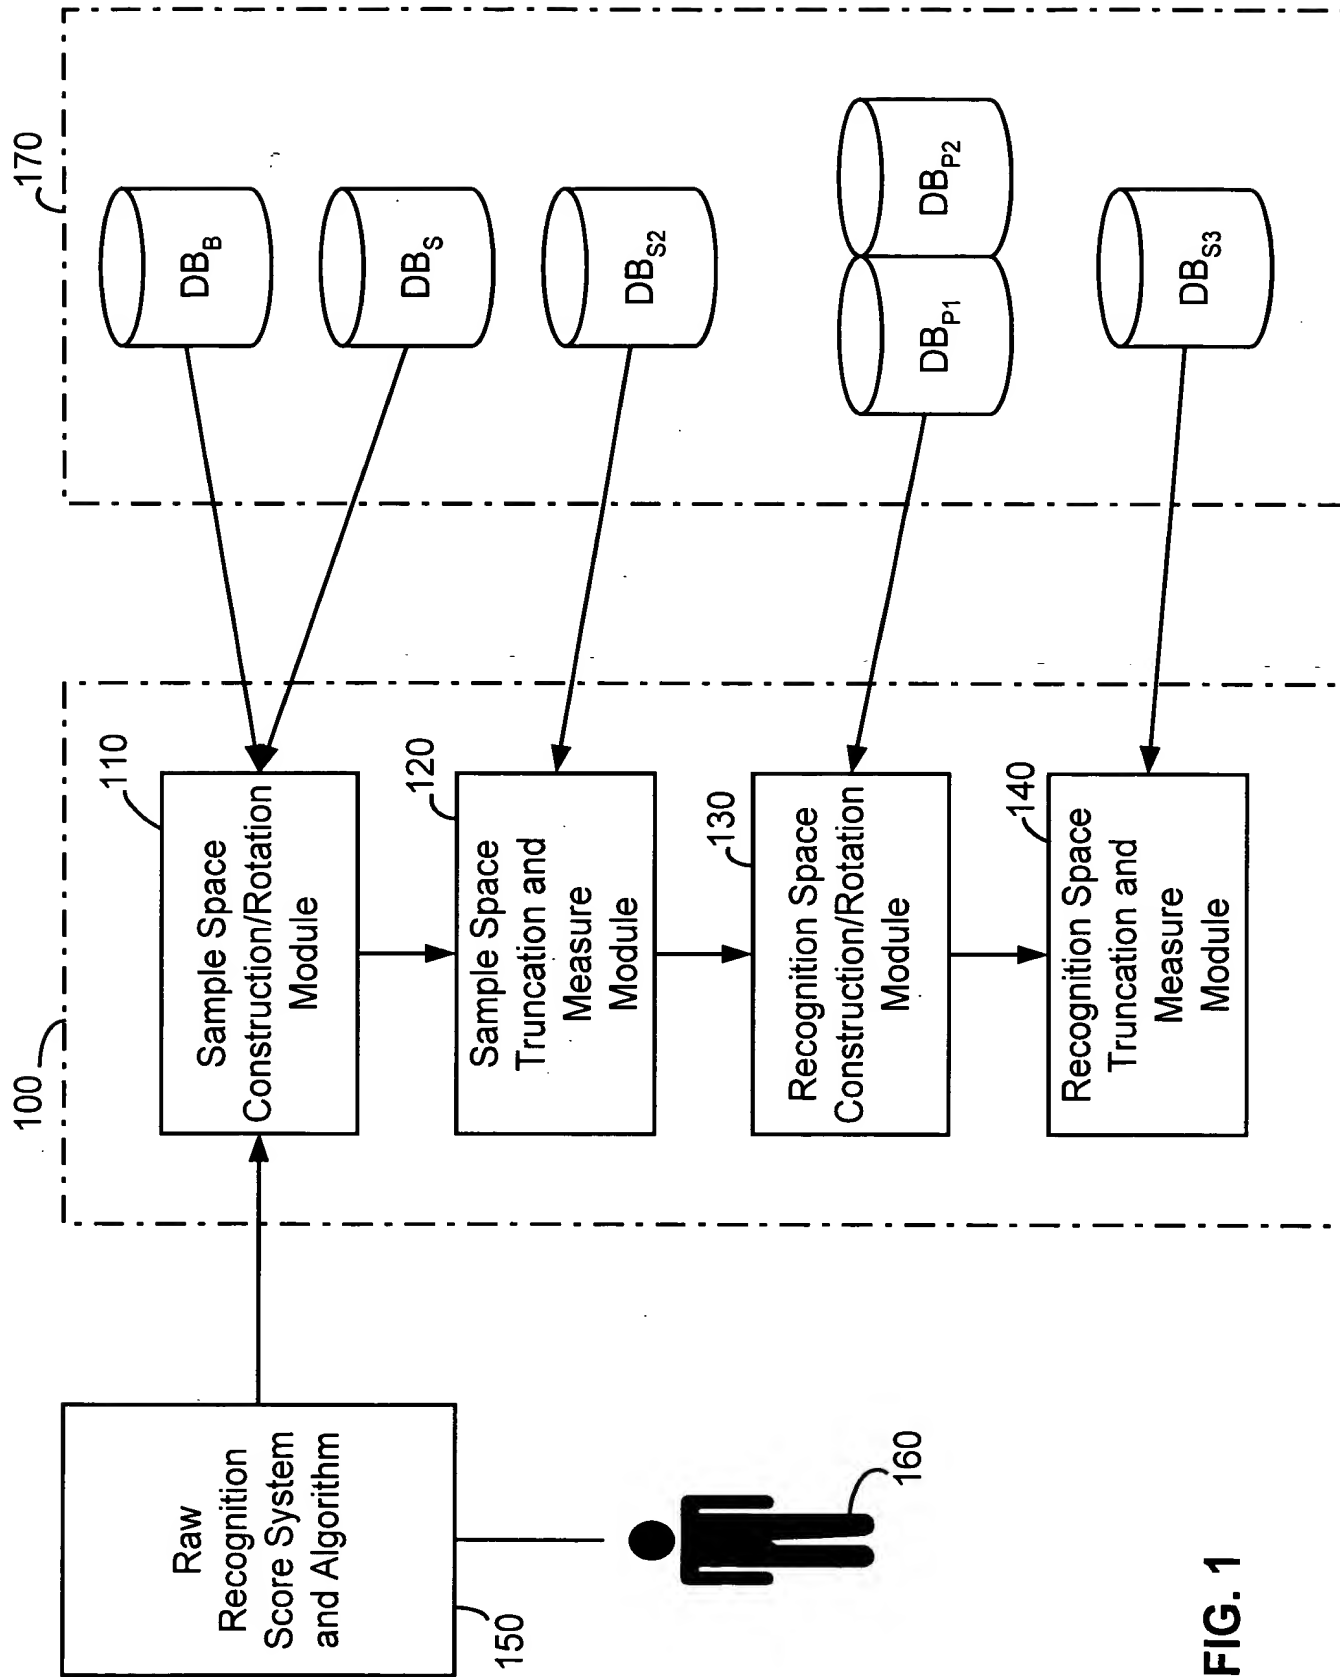 Raw
Recognition
Score System
and Algorithm
150
160
100
110
Sample Space
Construction/Rotation
Module
120
Sample Space
Truncation and
Measure
Module
130
Recognition Space
Construction/Rotation
Module
140
Recognition Space
Truncation and
Measure
Module
170
DB_B
DB_S
DB_S2
DB_P1
DB_P2
DB_S3
FIG. 1